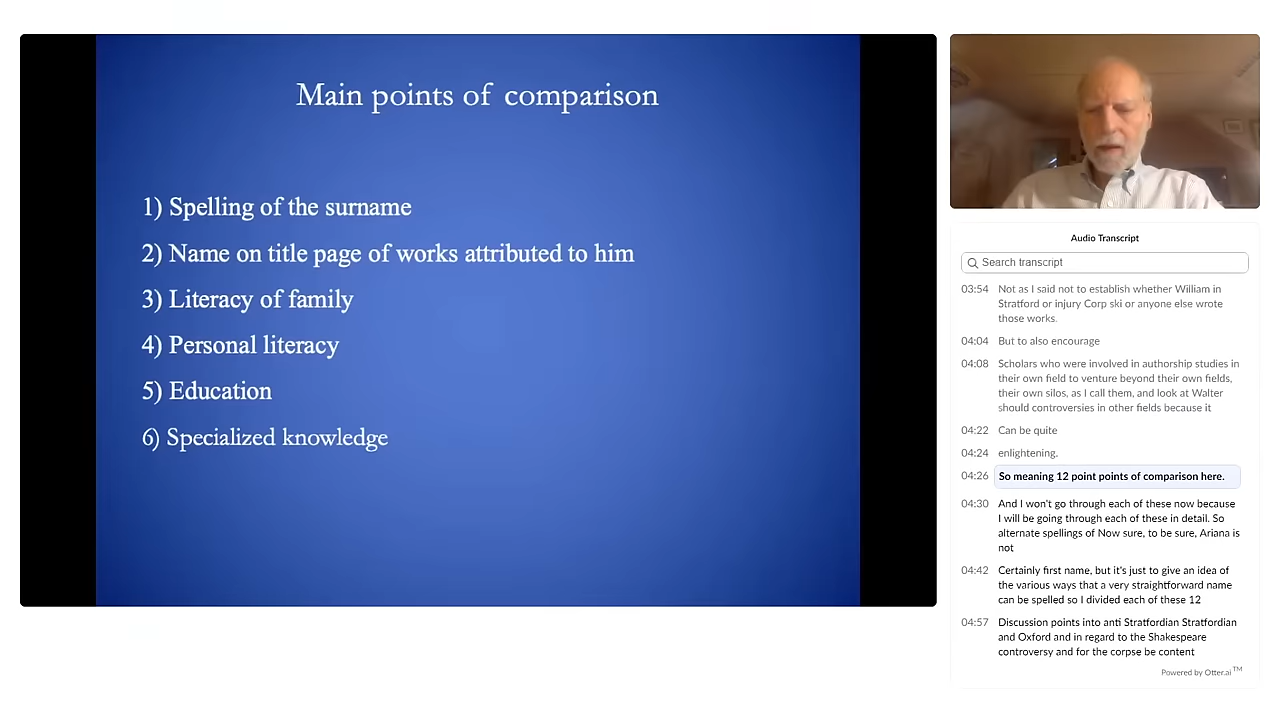 Main points of comparison
1) Spelling of the surname
2) Name on title page of works attributed to him
3) Literacy of family
4) Personal literacy
5) Education
6) Specialized knowledge
Audio Transcript
Search transcript
03:54 Not as I said not to establish whether William in
Stratford or injury Corp ski or anyone else wrote
those works.
04:04 But to also encourage
04:08 Scholars who were involved in authorship studies in
their own field to venture beyond their own fields,
their own silos, as I call them, and look at Walter
should controversies in other fields because it
04:22 Can be quite
04:24 enlightening.
04:26 So meaning 12 point points of comparison here.
04:30 And I won't go through each of these now because
I will be going through each of these in detail. So
alternate spellings of Now sure, to be sure, Ariana is
not
04:42 Certainly first name, but it's just to give an idea of
the various ways that a very straightforward name
can be spelled so I divided each of these 12
04:57 Discussion points into anti Stratfordian Stratfordian
and Oxford and in regard to the Shakespeare
controversy and for the corpse be content
Powered by Otter.ai TM